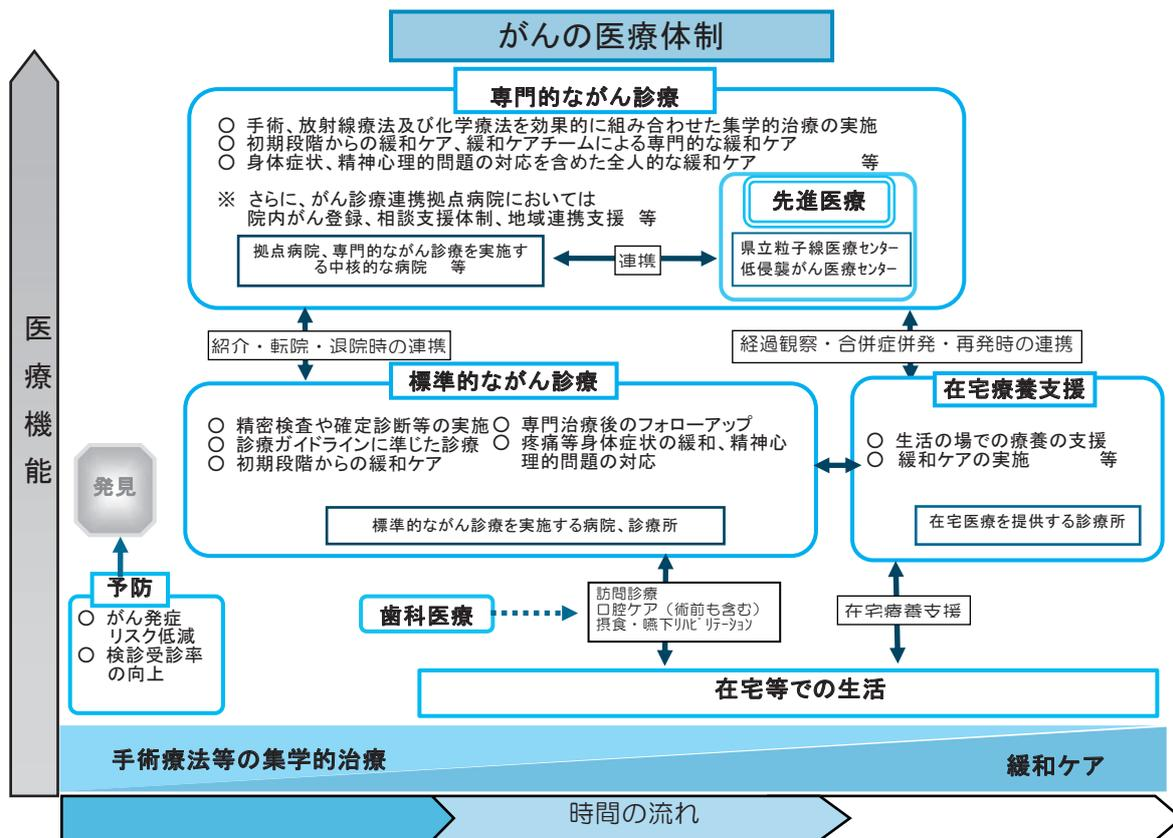 がんの医療体制
専門的ながん診療
○ 手術、放射線療法及び化学療法を効果的に組み合わせた集学的治療の実施
○ 初期段階からの緩和ケア、緩和ケアチームによる専門的な緩和ケア
○ 身体症状、精神心理的問題の対応を含めた全人的な緩和ケア 等
※ さらに、がん診療連携拠点病院においては
院内がん登録、相談支援体制、地域連携支援 等
拠点病院、専門的ながん診療を実施す
る中核的な病院 等
連携
先進医療
県立粒子線医療センター
低侵襲がん医療センター
医療機能
紹介・転院・退院時の連携
経過観察・合併症併発・再発時の連携
標準的ながん診療
○ 精密検査や確定診断等の実施
○ 診療ガイドラインに準じた診療
○ 初期段階からの緩和ケア
○ 専門治療後のフォローアップ
○ 疼痛等身体症状の緩和、精神心
理的問題の対応
標準的ながん診療を実施する病院、診療所
在宅療養支援
○ 生活の場での療養の支援
○ 緩和ケアの実施 等
在宅医療を提供する診療所
発見
予防
○ がん発症
リスク低減
○ 検診受診率
の向上
歯科医療
訪問診療
口腔ケア（術前も含む）
摂食・嚥下ﾘﾊﾋﾞﾘﾃｰｼｮﾝ
在宅療養支援
在宅等での生活
手術療法等の集学的治療
緩和ケア
時間の流れ